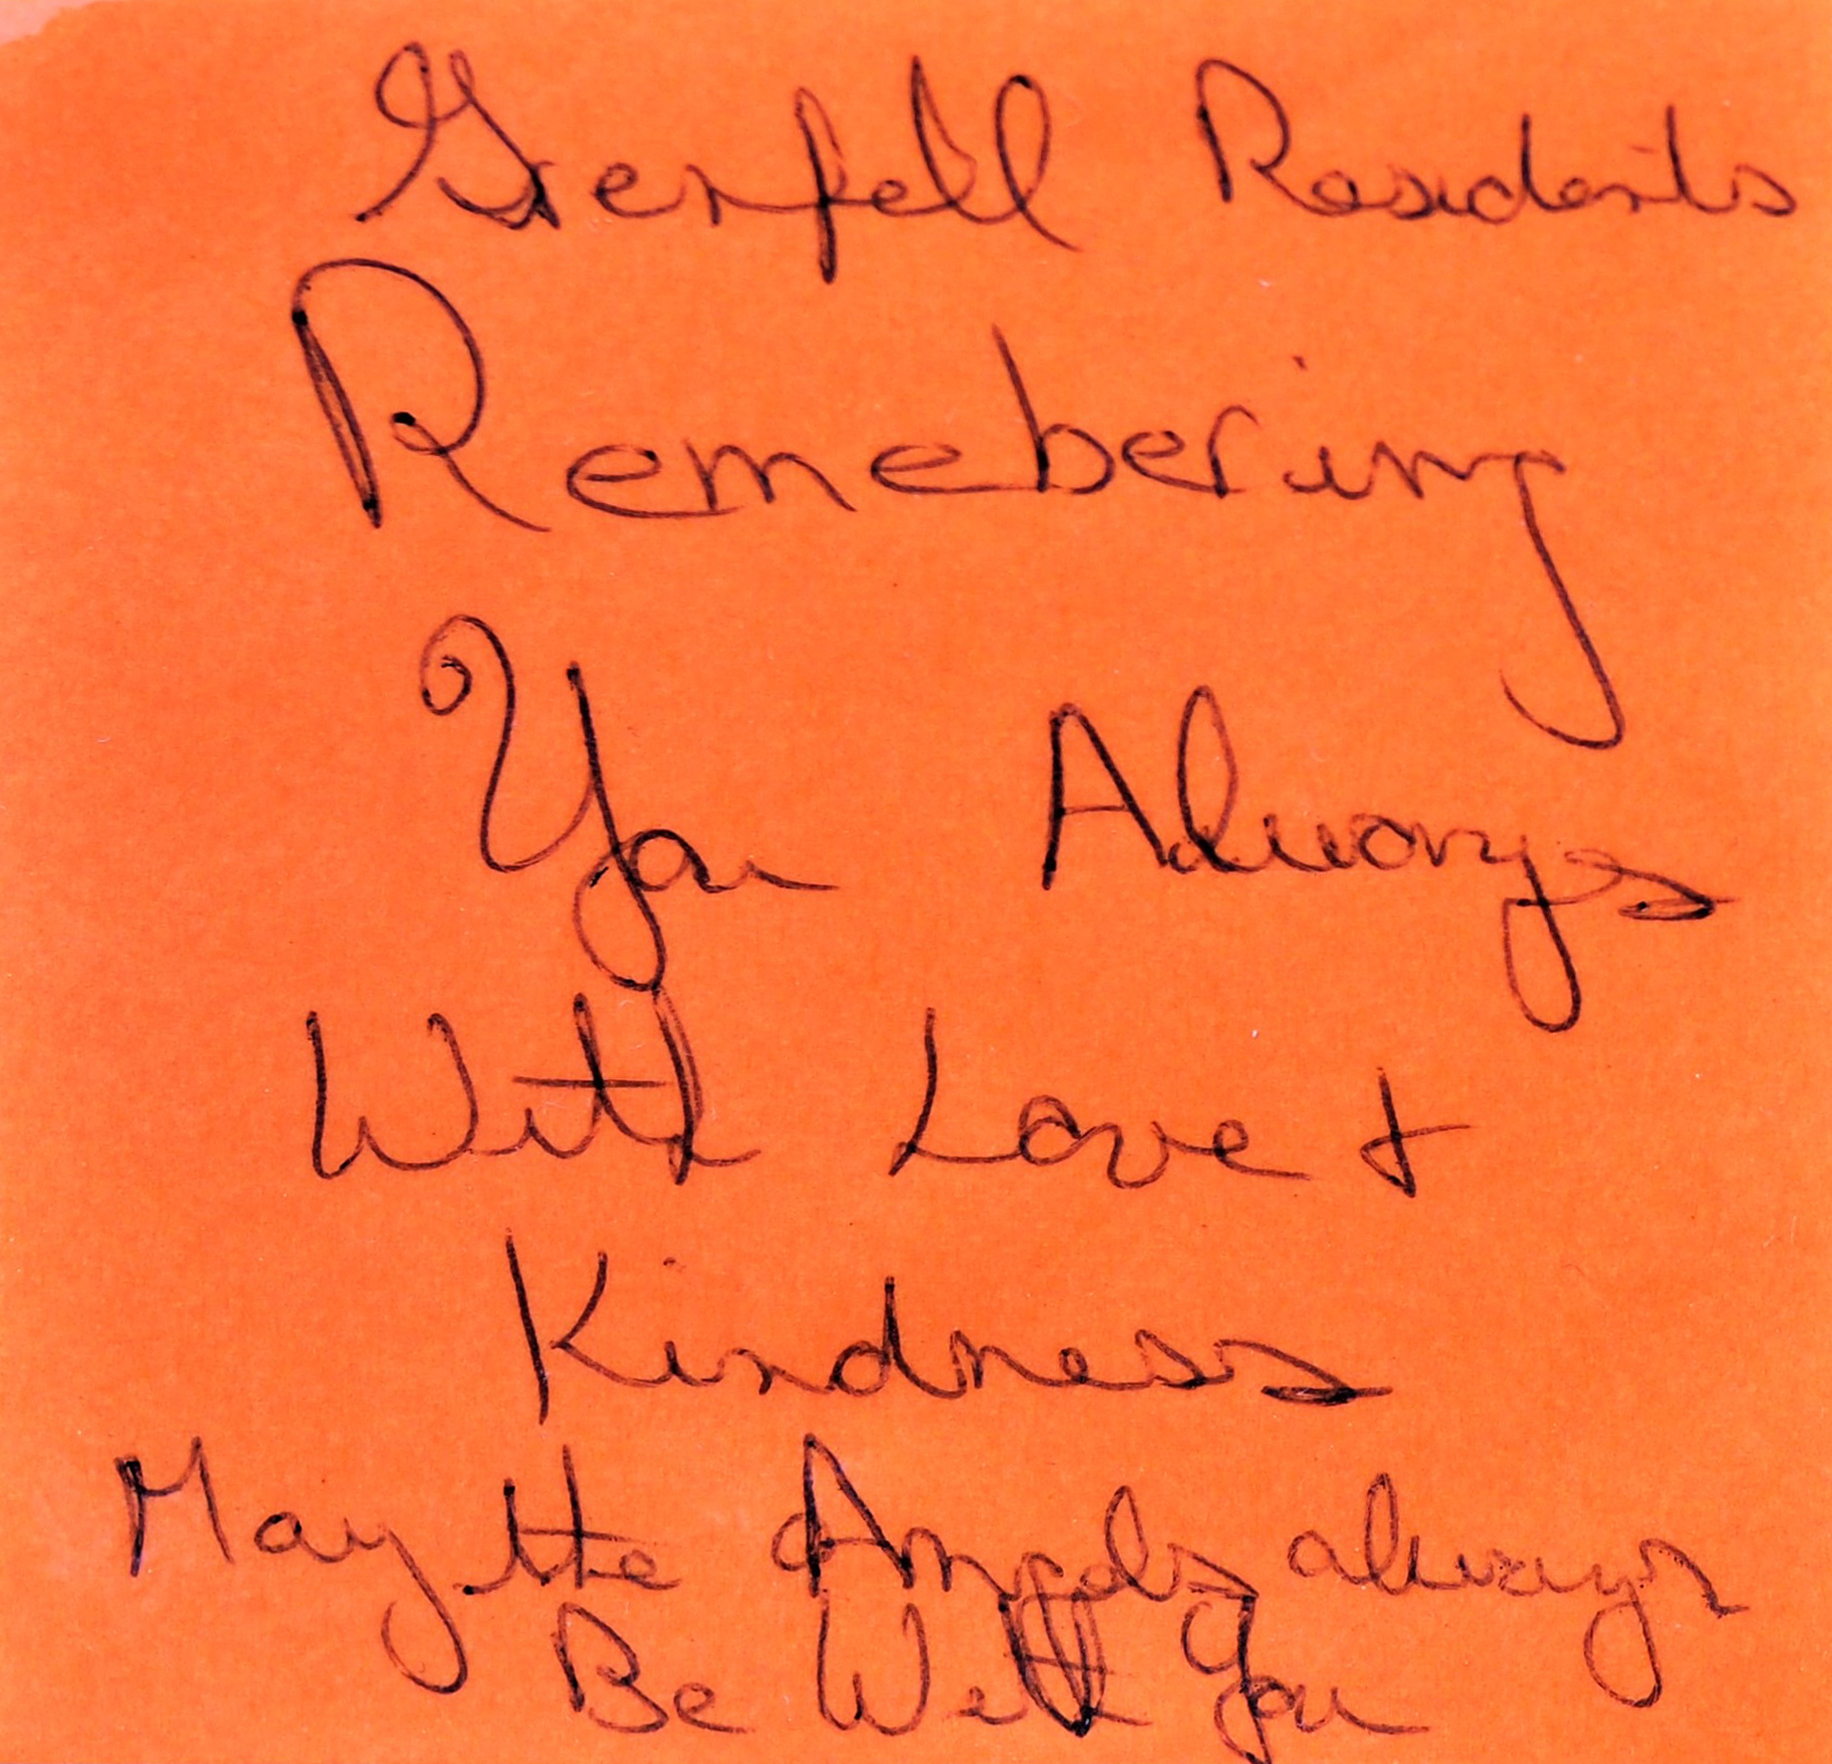 Grenfell Residents
Remebering
You Always
With Love +
Kindness
May the Angels always
Be With You